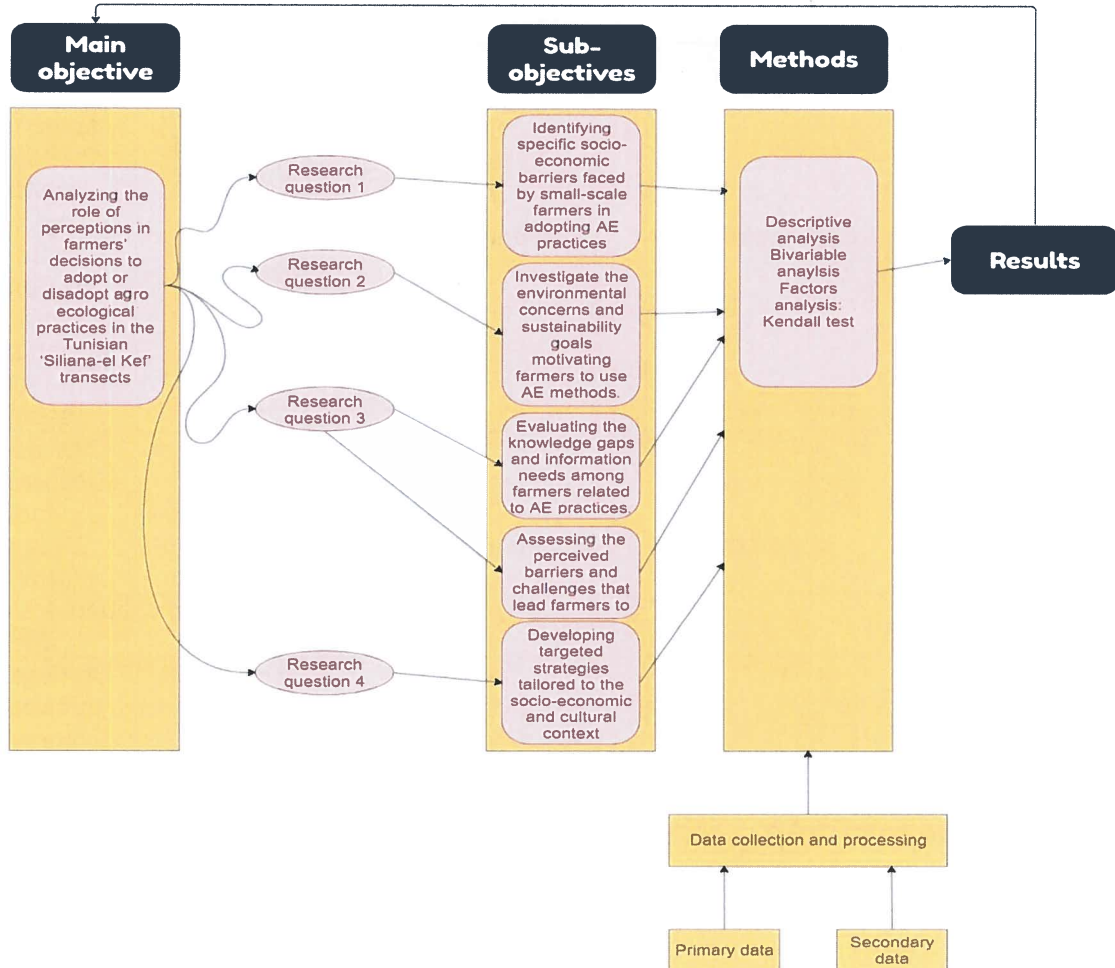 Main
objective
Sub-
objectives
Methods
Analyzing the
role of
perceptions in
farmers'
decisions to
adopt or
disadopt agro
ecological
practices in the
Tunisian
'Siliana-el Kef'
transects
Research
question 1
Research
question 2
Research
question 3
Research
question 4
Identifying
specific socio-
economic
barriers faced
by small-scale
farmers in
adopting AE
practices
Investigate the
environmental
concerns and
sustainability
goals
motivating
farmers to use
AE methods.
Evaluating the
knowledge gaps
and information
needs among
farmers related
to AE practices.
Assessing the
perceived
barriers and
challenges that
lead farmers to
Developing
targeted
strategies
tailored to the
socio-economic
and cultural
context
Descriptive
analysis
Bivariable
anaylsis
Factors
analysis:
Kendall test
Results
Data collection and processing
Primary data
Secondary
data